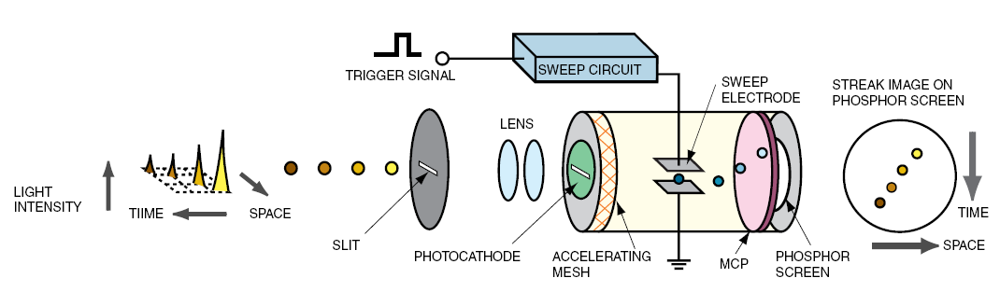 TRIGGER SIGNAL
SWEEP CIRCUIT
SWEEP
ELECTRODE
STREAK IMAGE ON
PHOSPHOR SCREEN
LENS
LIGHT
INTENSITY
TIIME
SPACE
SLIT
PHOTOCATHODE
ACCELERATING
MESH
MCP
PHOSPHOR
SCREEN
TIME
SPACE